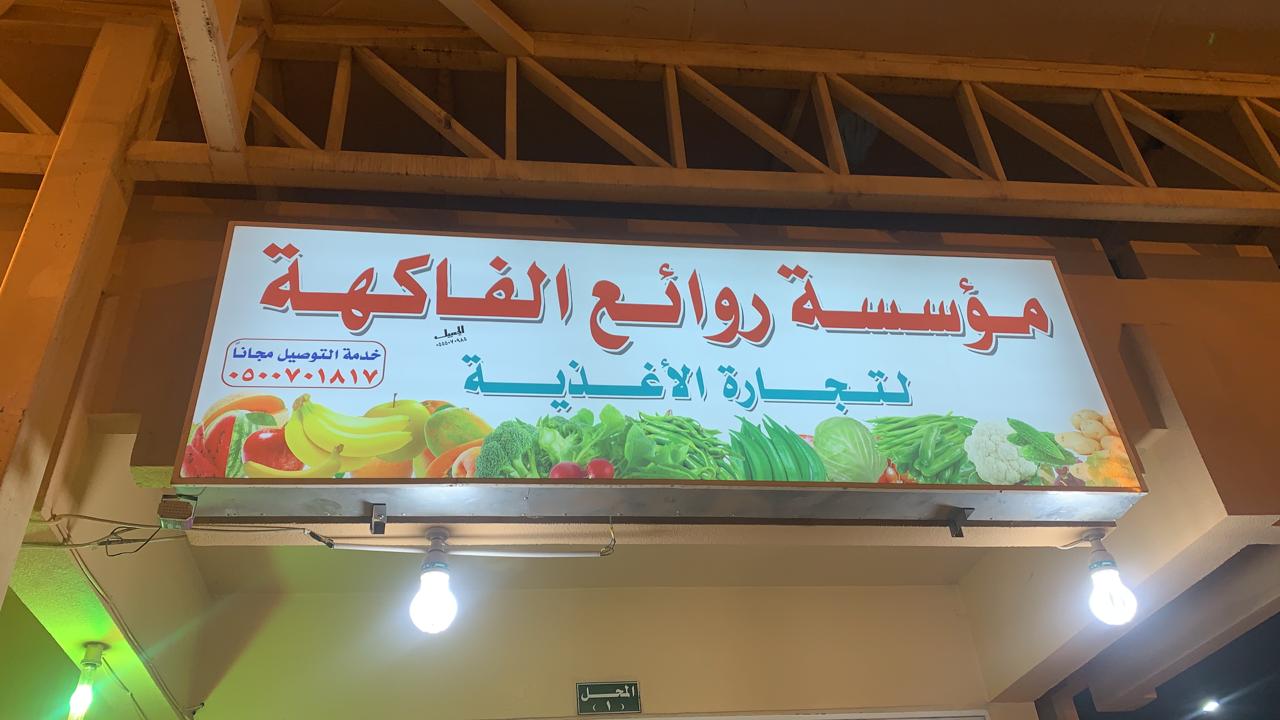 مؤسسة روائع الفاكهة
لتجارة الأغذية
خدمة التوصيل مجاناً
٠٥٠٠٧٠١٨١٧
المحل
(١)